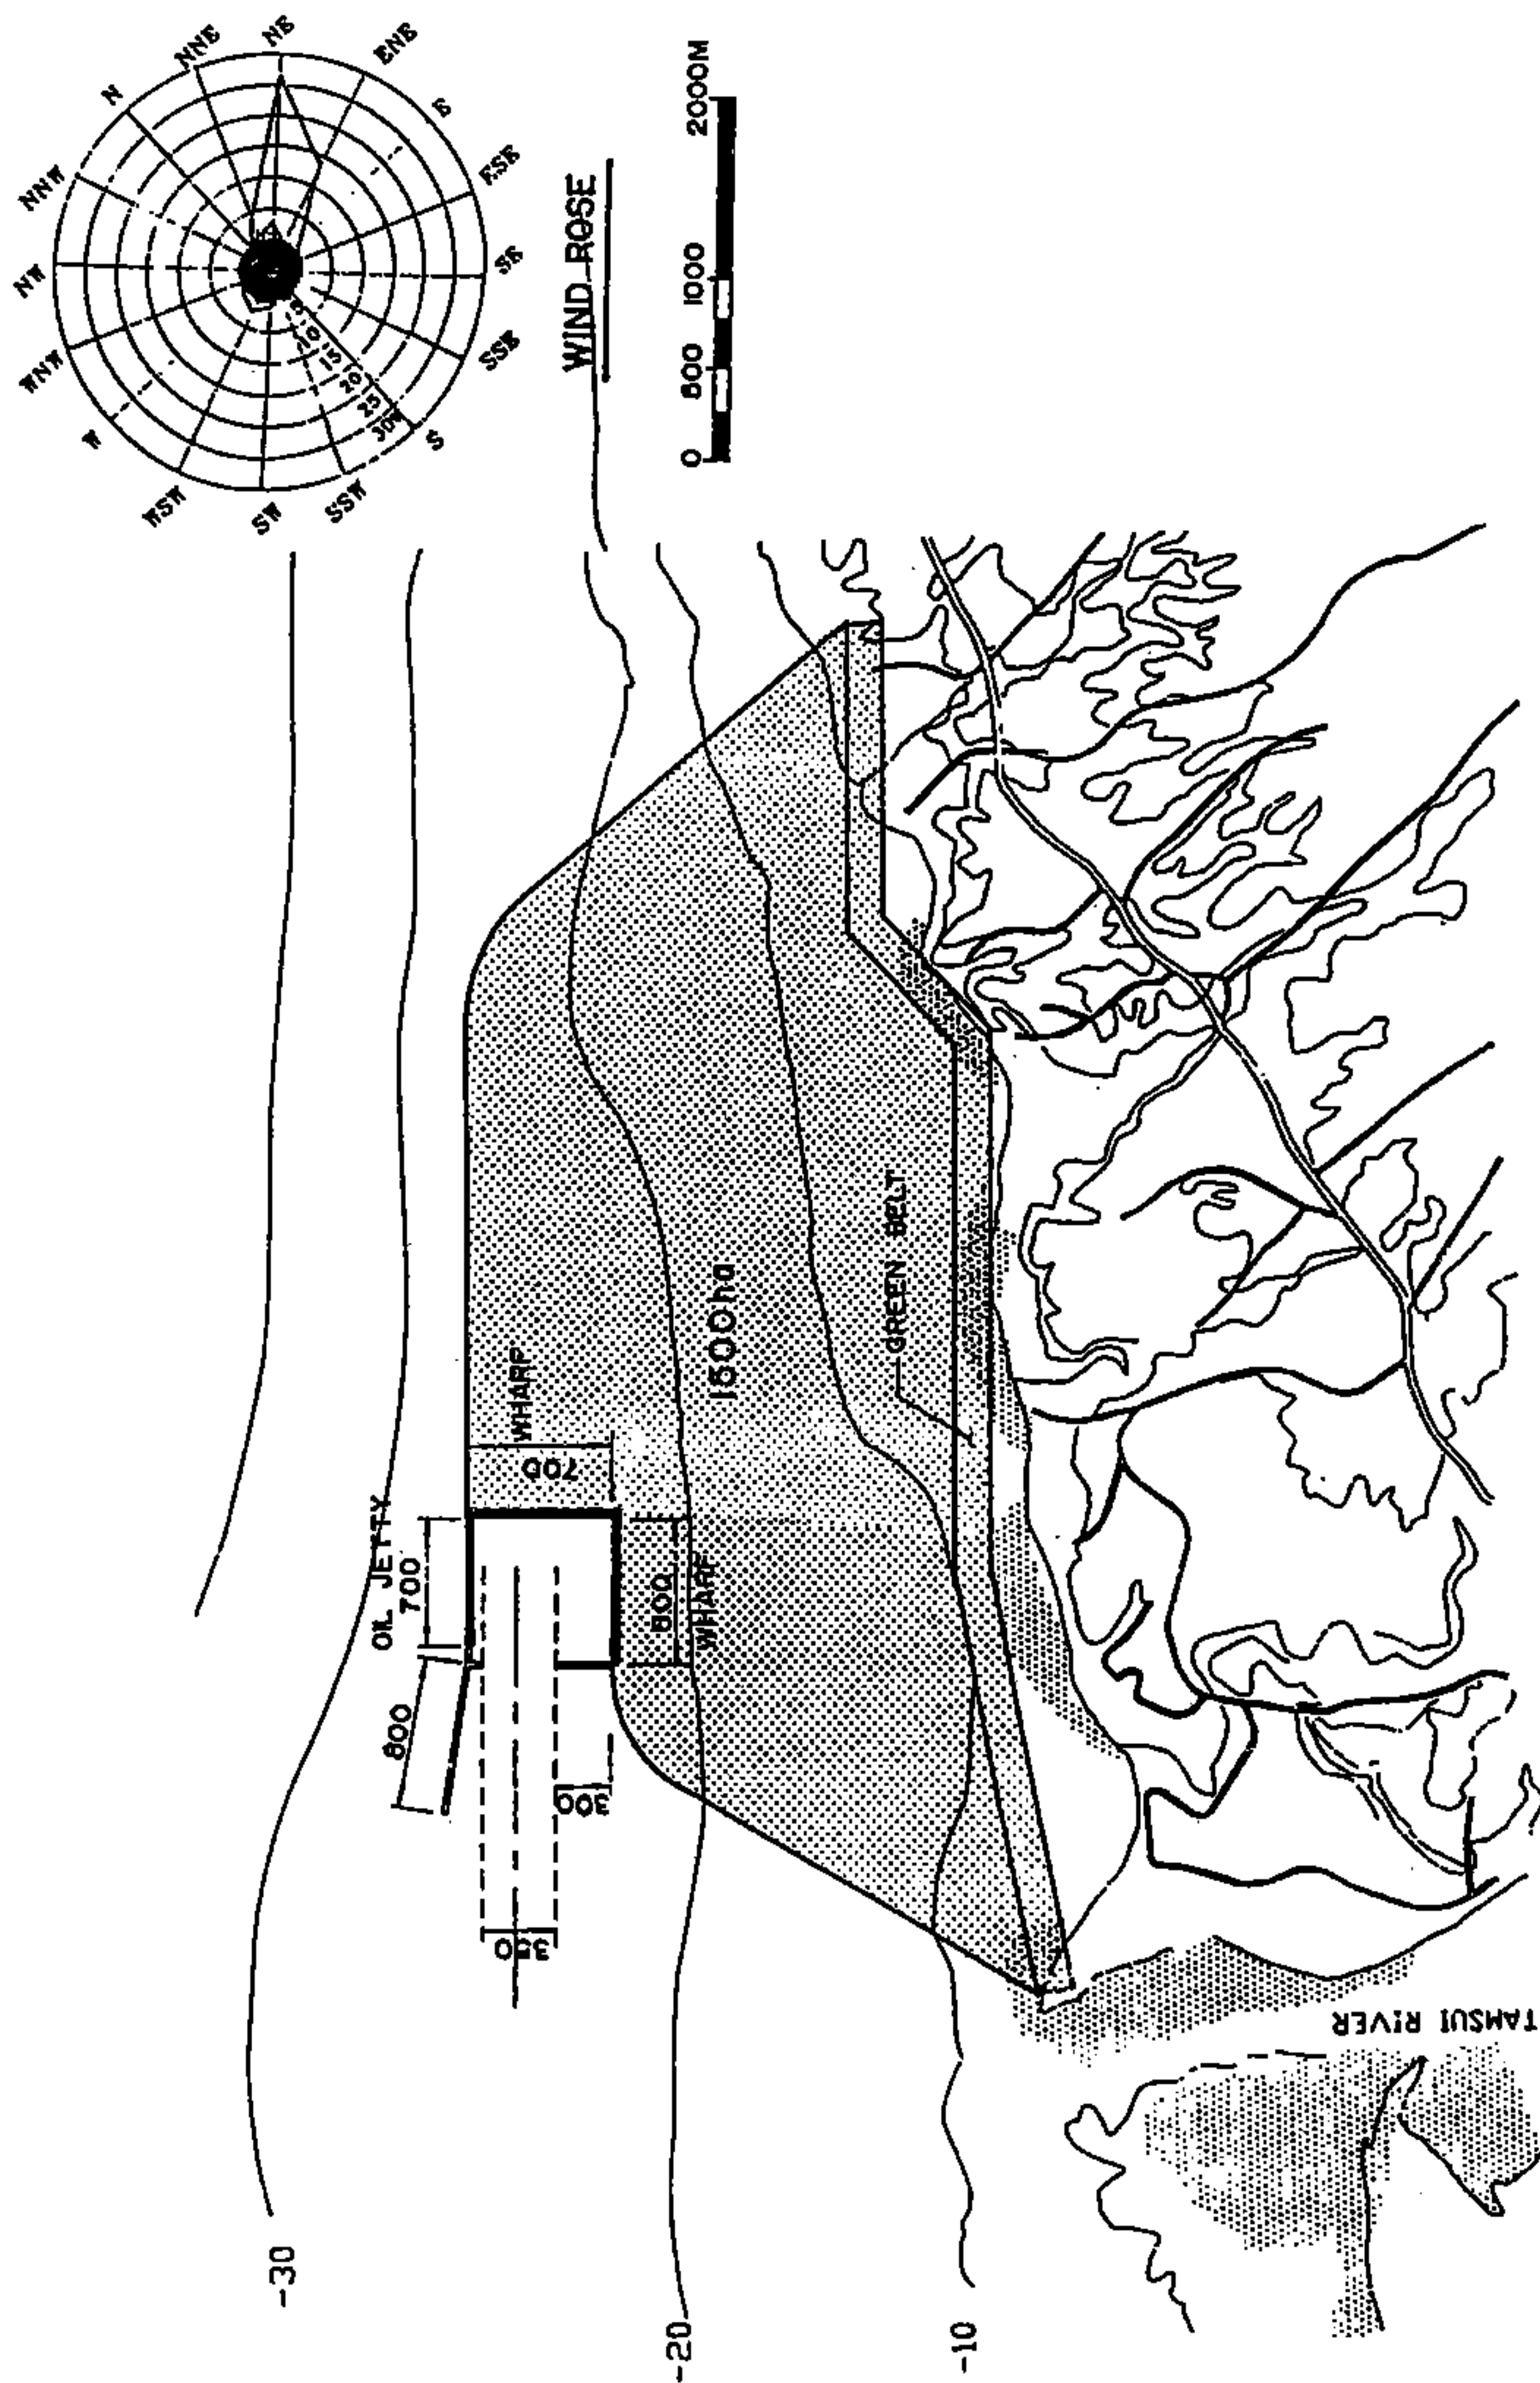 N
NNE
NE
ENE
E
ESE
SE
SSE
S
SSW
SW
WSW
W
WNW
NW
NNW
5
10
15
20
25
30%
WIND ROSE
0
500
1000
2000M
-30
-20
-10
OIL JETTY
700
800
WHARF
700
800
WHARF
300
350
1500ha
GREEN BELT
TAMSUI RIVER